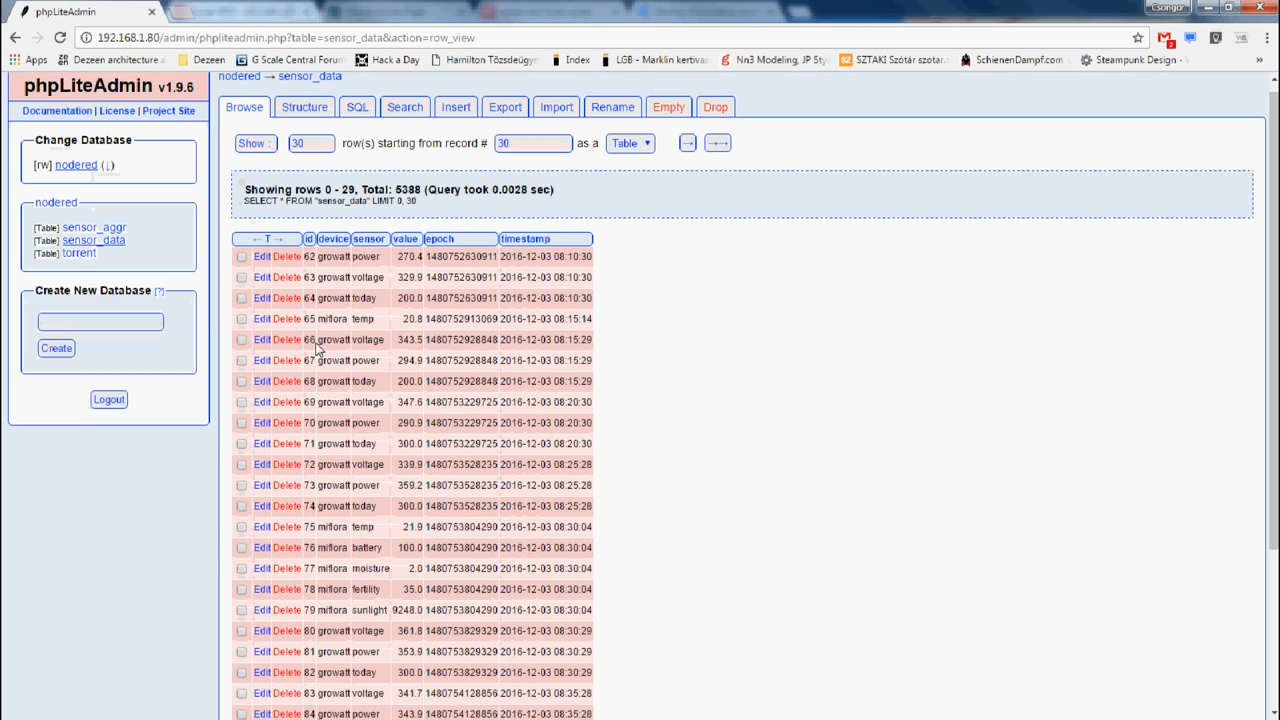 phpLiteAdmin
Csongor
192.168.1.80/admin/phpliteadmin.php?table=sensor_data&action=row_view
Apps Dezeen architecture Dezeen G Scale Central Forum Hack a Day Hamilton Tőzsdeügyn Index LGB - Marklin kertivas Nn3 Modeling, JP Styl SZTAKI Szótár szotar. SchienenDampf.com - Steampunk Design - »
phpLiteAdmin v1.9.6
Documentation | License | Project Site
Change Database
[rw] nodered (↓)
nodered
[Table] sensor_aggr
[Table] sensor_data
[Table] torrent
Create New Database [?]
Create
Logout
nodered → sensor_data
Browse Structure SQL Search Insert Export Import Rename Empty Drop
Show : 30 row(s) starting from record # 30 as a Table → →→
Showing rows 0 - 29, Total: 5388 (Query took 0.0028 sec)
SELECT * FROM "sensor_data" LIMIT 0, 30
← T → id device sensor value epoch timestamp
Edit Delete 62 growatt power 270.4 1480752630911 2016-12-03 08:10:30
Edit Delete 63 growatt voltage 329.9 1480752630911 2016-12-03 08:10:30
Edit Delete 64 growatt today 200.0 1480752630911 2016-12-03 08:10:30
Edit Delete 65 miflora temp 20.8 1480752913069 2016-12-03 08:15:14
Edit Delete 66 growatt voltage 343.5 1480752928848 2016-12-03 08:15:29
Edit Delete 67 growatt power 294.9 1480752928848 2016-12-03 08:15:29
Edit Delete 68 growatt today 200.0 1480752928848 2016-12-03 08:15:29
Edit Delete 69 growatt voltage 347.6 1480753229725 2016-12-03 08:20:30
Edit Delete 70 growatt power 290.9 1480753229725 2016-12-03 08:20:30
Edit Delete 71 growatt today 300.0 1480753229725 2016-12-03 08:20:30
Edit Delete 72 growatt voltage 339.9 1480753528235 2016-12-03 08:25:28
Edit Delete 73 growatt power 359.2 1480753528235 2016-12-03 08:25:28
Edit Delete 74 growatt today 300.0 1480753528235 2016-12-03 08:25:28
Edit Delete 75 miflora temp 21.9 1480753804290 2016-12-03 08:30:04
Edit Delete 76 miflora battery 100.0 1480753804290 2016-12-03 08:30:04
Edit Delete 77 miflora moisture 2.0 1480753804290 2016-12-03 08:30:04
Edit Delete 78 miflora fertility 35.0 1480753804290 2016-12-03 08:30:04
Edit Delete 79 miflora sunlight 9248.0 1480753804290 2016-12-03 08:30:04
Edit Delete 80 growatt voltage 361.8 1480753829329 2016-12-03 08:30:29
Edit Delete 81 growatt power 353.9 1480753829329 2016-12-03 08:30:29
Edit Delete 82 growatt today 300.0 1480753829329 2016-12-03 08:30:29
Edit Delete 83 growatt voltage 341.7 1480754128856 2016-12-03 08:35:28
Edit Delete 84 growatt power 343.9 1480754128856 2016-12-03 08:35:28